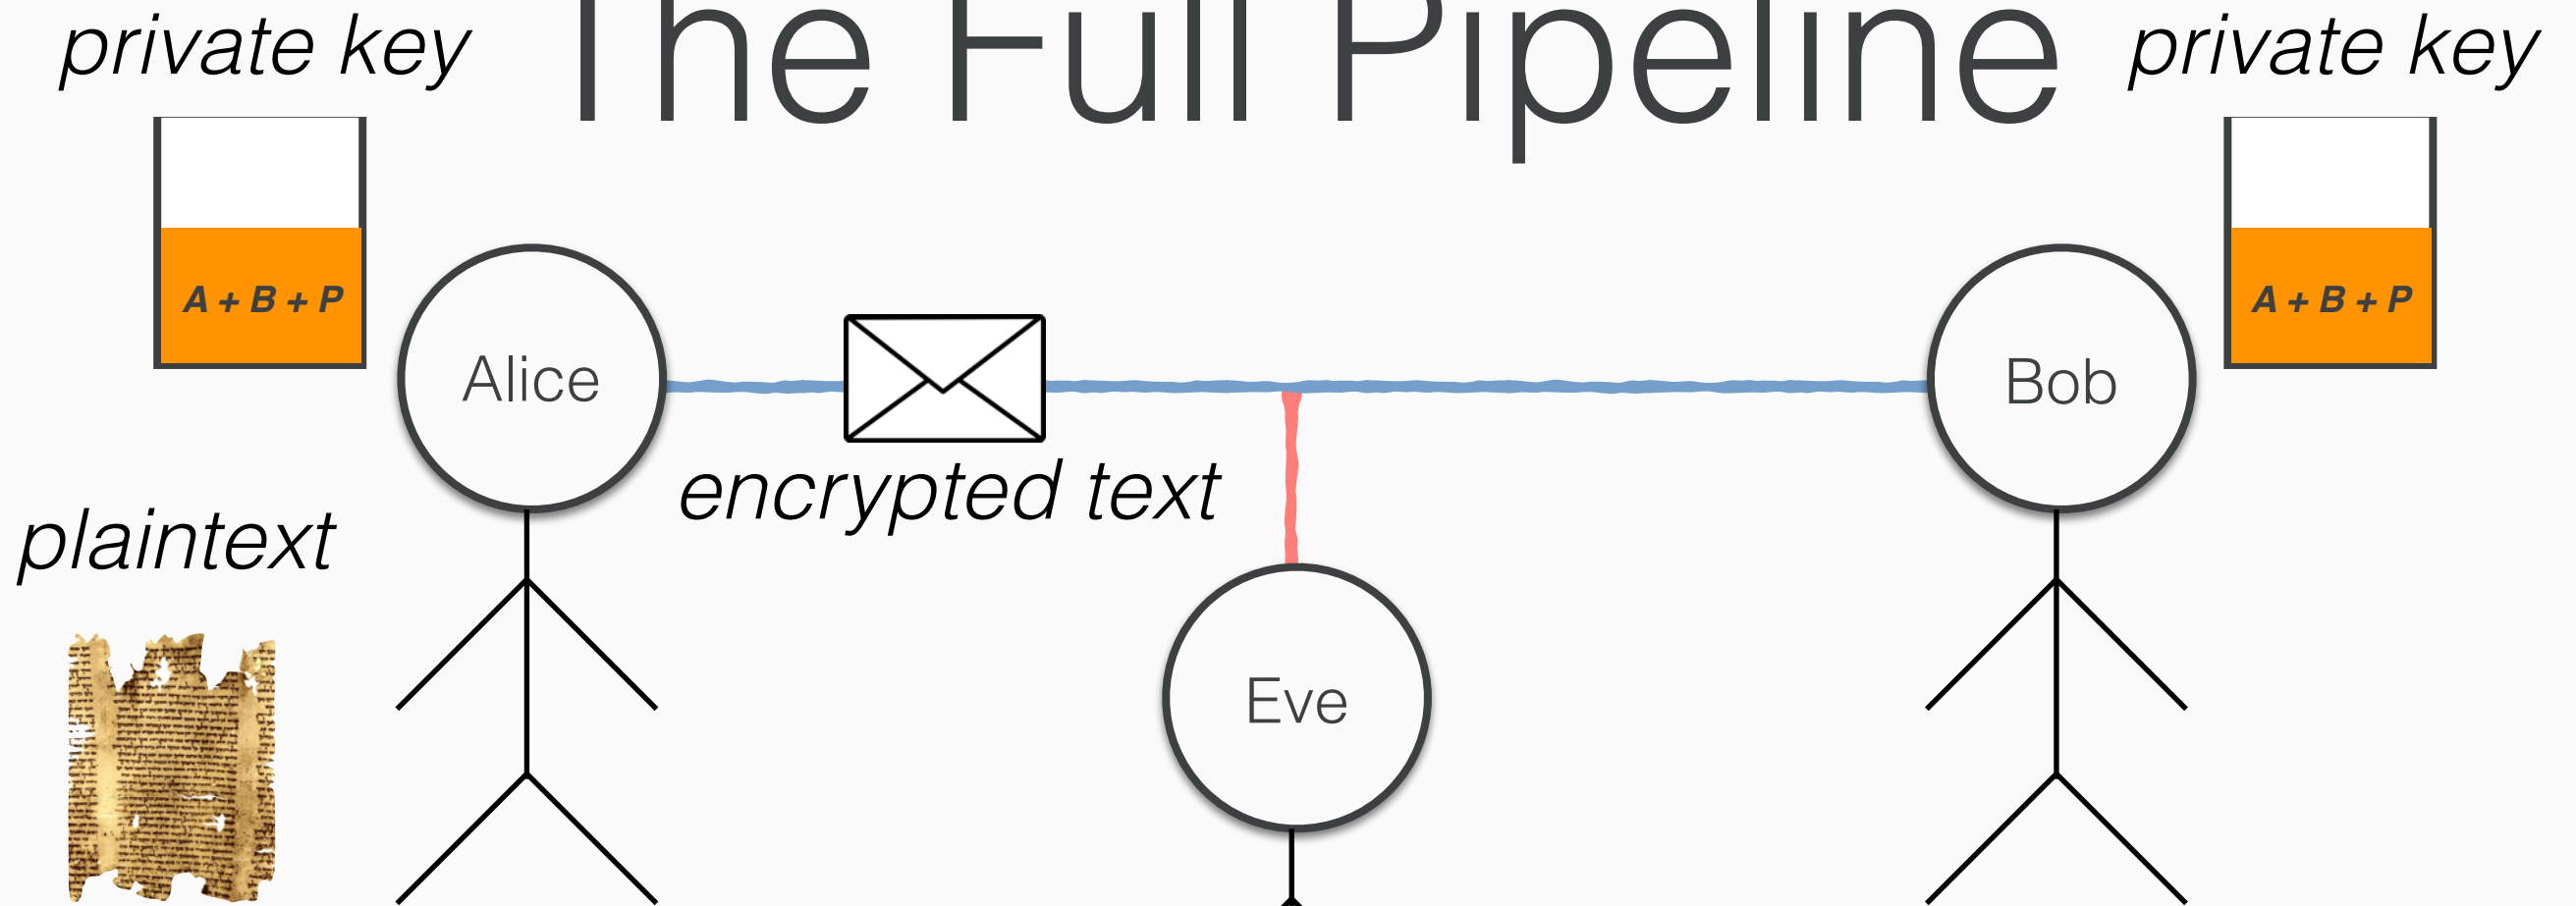 The Full Pipeline
private key
private key
A + B + P
A + B + P
Alice
Bob
encrypted text
plaintext
Eve